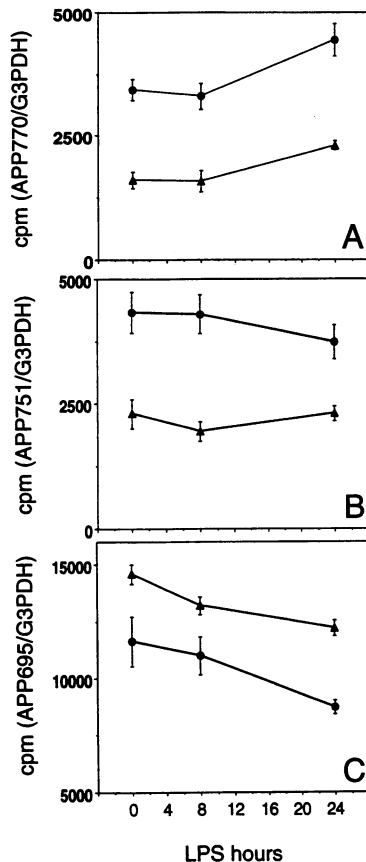 cpm (APP770/G3PDH)
5000
2500
0
A
cpm (APP751/G3PDH)
5000
2500
0
B
cpm (APP695/G3PDH)
15000
10000
5000
C
0 4 8 12 16 20 24
LPS hours